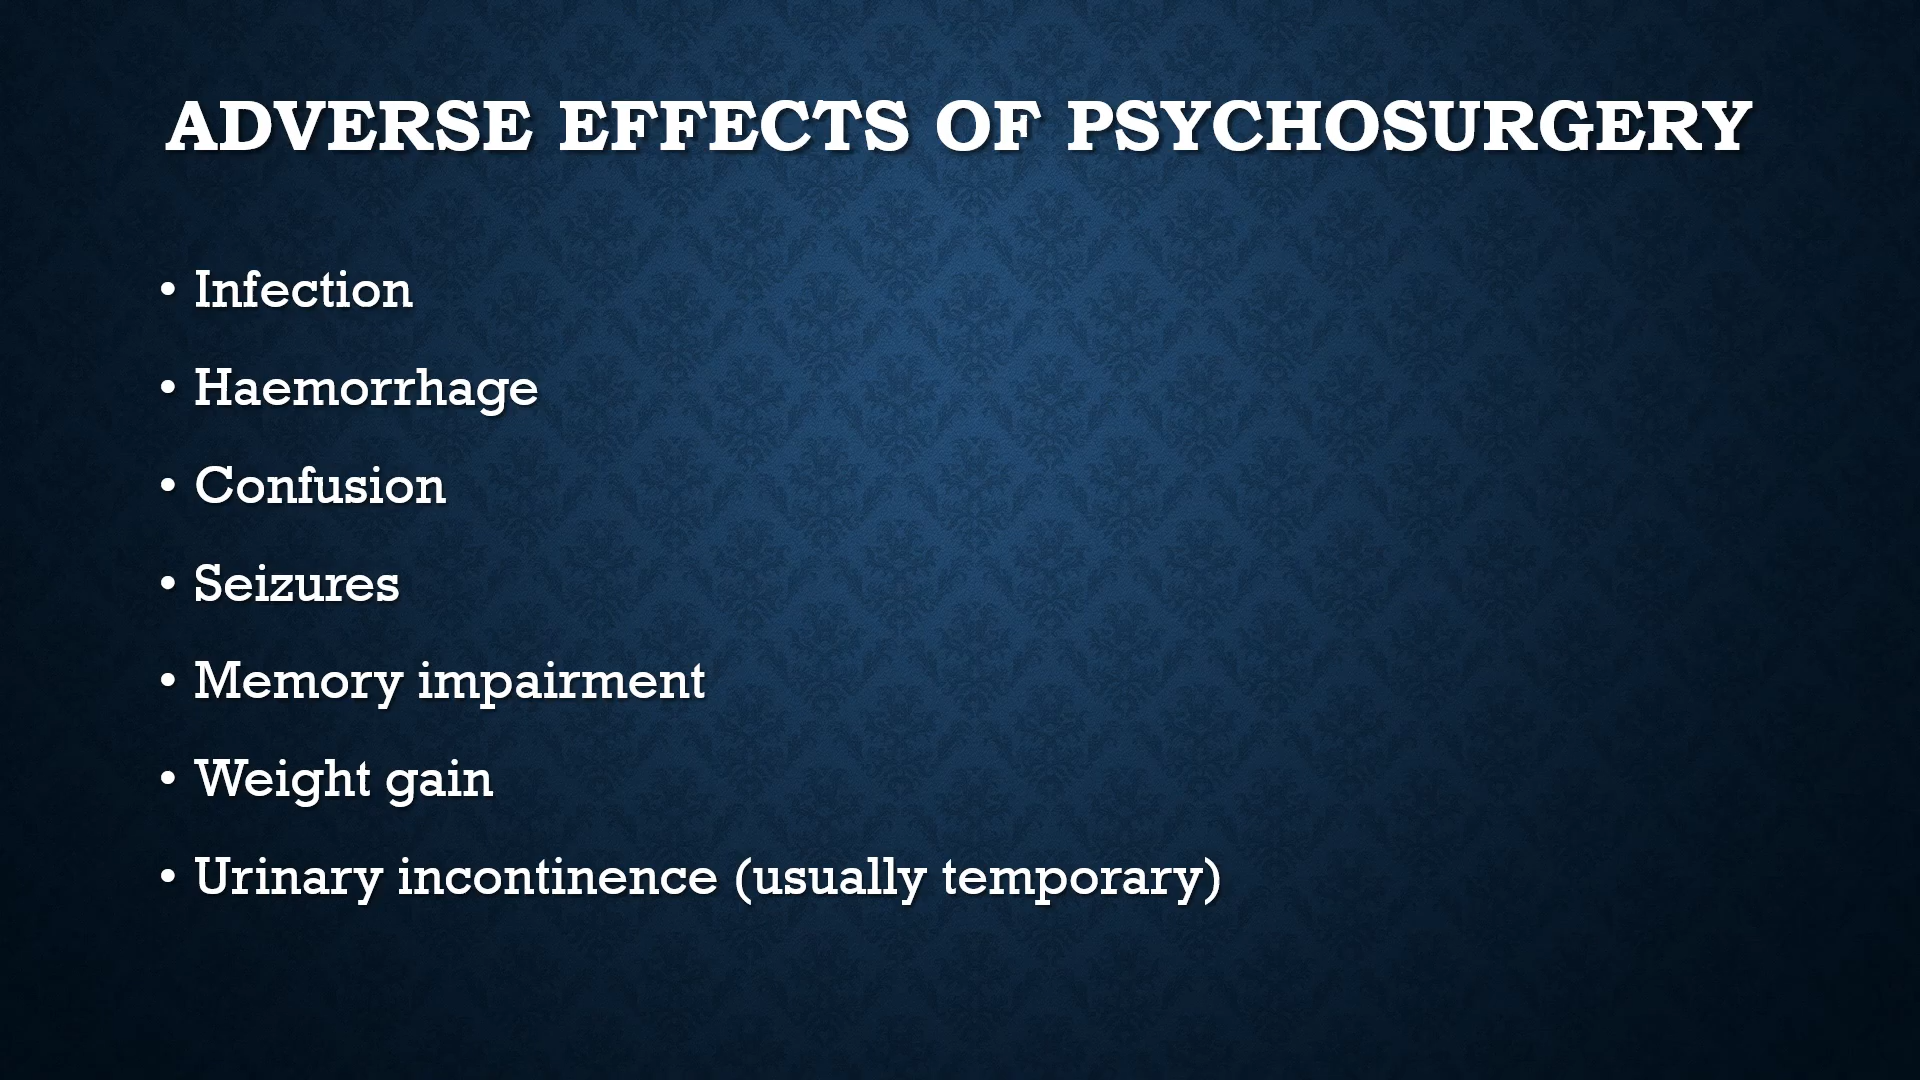 ADVERSE EFFECTS OF PSYCHOSURGERY
• Infection
• Haemorrhage
• Confusion
• Seizures
• Memory impairment
• Weight gain
• Urinary incontinence (usually temporary)